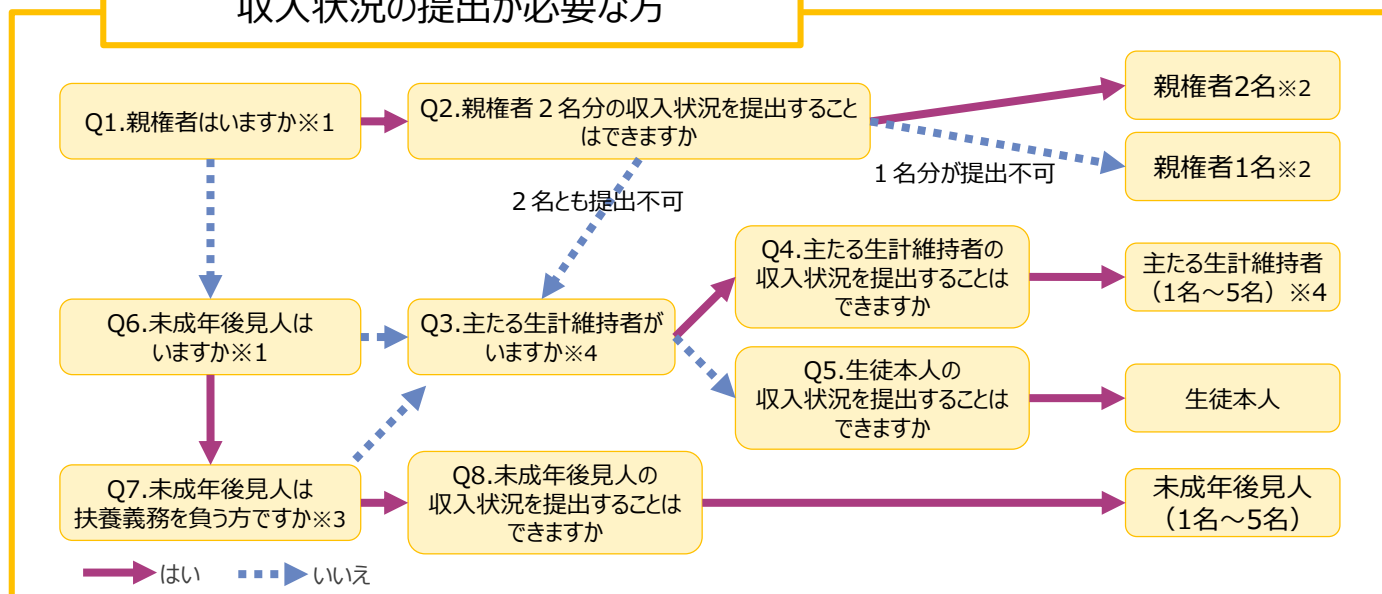 収入状況の提出が必要な方
Q1.親権者はいますか※1
Q2.親権者２名分の収入状況を提出すること
はできますか
親権者2名※2
親権者1名※2
１名分が提出不可
２名とも提出不可
Q6.未成年後見人は
いますか※1
Q3.主たる生計維持者が
いますか※4
Q4.主たる生計維持者の
収入状況を提出することは
できますか
主たる生計維持者
（1名～5名）※4
Q5.生徒本人の
収入状況を提出することは
できますか
生徒本人
Q7.未成年後見人は
扶養義務を負う方ですか※3
Q8.未成年後見人の
収入状況を提出することは
できますか
未成年後見人
（1名～5名）
はい
いいえ